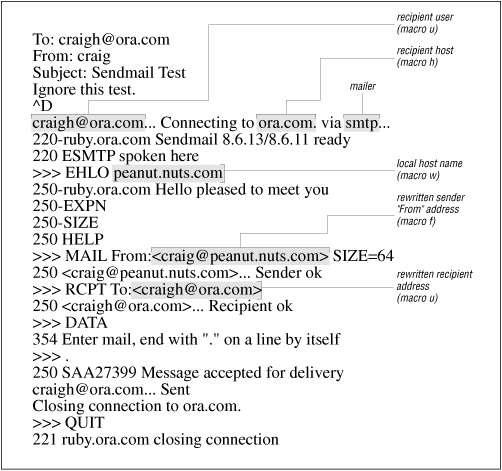 To: craigh@ora.com
From: craig
Subject: Sendmail Test
Ignore this test.
^D
craigh@ora.com... Connecting to ora.com. via smtp...
220-ruby.ora.com Sendmail 8.6.13/8.6.11 ready
220 ESMTP spoken here
>>> EHLO peanut.nuts.com
250-ruby.ora.com Hello pleased to meet you
250-EXPN
250-SIZE
250 HELP
>>> MAIL From:<craig@peanut.nuts.com> SIZE=64
250 <craig@peanut.nuts.com>... Sender ok
>>> RCPT To:<craigh@ora.com>
250 <craigh@ora.com>... Recipient ok
>>> DATA
354 Enter mail, end with "." on a line by itself
>>> .
250 SAA27399 Message accepted for delivery
craigh@ora.com... Sent
Closing connection to ora.com.
>>> QUIT
221 ruby.ora.com closing connection
recipient user
(macro u)
recipient host
(macro h)
mailer
local host name
(macro w)
rewritten sender
"From" address
(macro f)
rewritten recipient
address
(macro u)